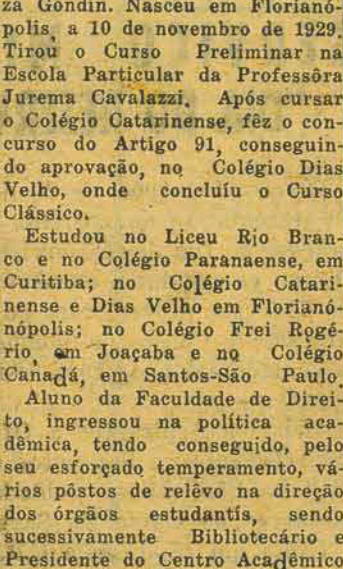 za Gondin. Nasceu em Florianó-
polis, a 10 de novembro de 1929.
Tirou o Curso Preliminar na
Escola Particular da Professôra
Jurema Cavalazzi. Após cursar
o Colégio Catarinense, fêz o con-
curso do Artigo 91, conseguin-
do aprovação, no Colégio Dias
Velho, onde concluíu o Curso
Clássico.
Estudou no Liceu Rio Bran-
co e no Colégio Paranaense, em
Curitiba; no Colégio Catari-
nense e Dias Velho em Florianó-
nópolis; no Colégio Frei Rogé-
rio, em Joaçaba e no Colégio
Canadá, em Santos-São Paulo.
Aluno da Faculdade de Direi-
to, ingressou na política aca-
dêmica, tendo conseguido, pelo
seu esforçado temperamento, vá-
rios póstos de relêvo na direção
dos órgãos estudantís, sendo
sucessivamente Bibliotecário e
Presidente do Centro Acadêmico